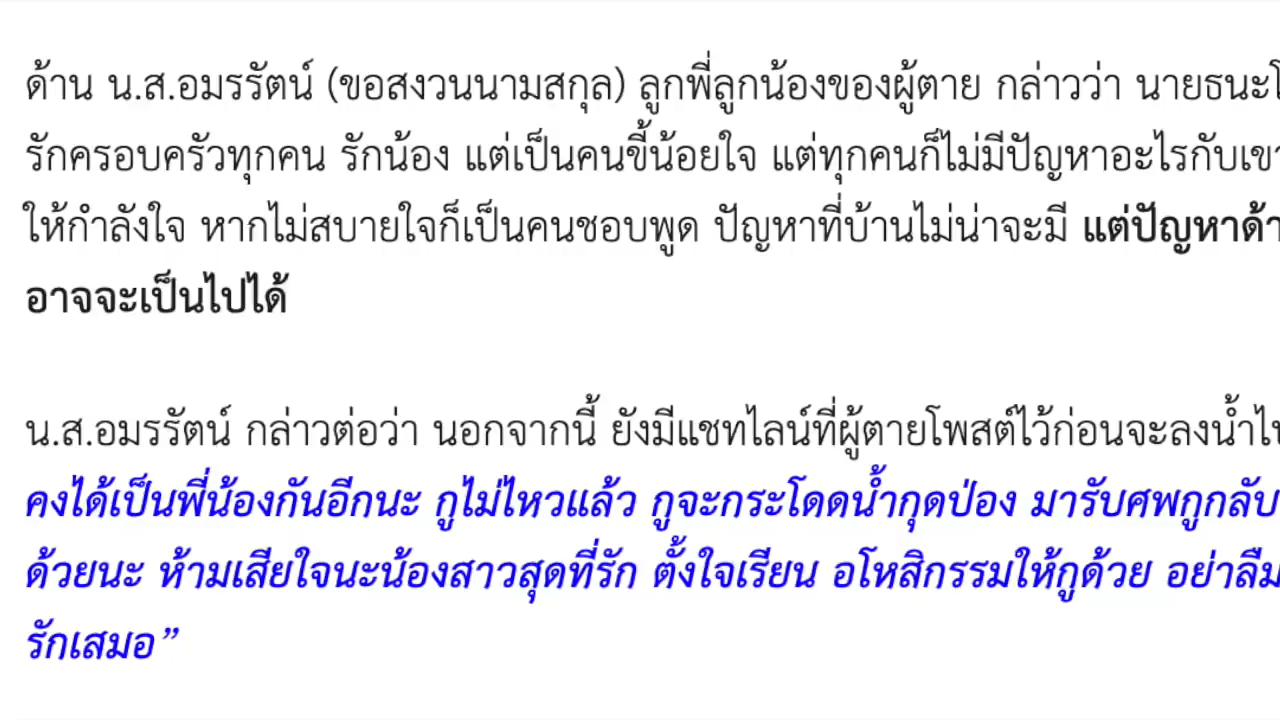 ด้าน น.ส.อมรรัตน์ (ขอสงวนนามสกุล) ลูกพี่ลูกน้องของผู้ตาย กล่าวว่า
รักครอบครัวทุกคน รักน้อง แต่เป็นคนขี้น้อยใจ แต่ทุกคนก็ไม่มีปัญหาอะไรกับเขา
ให้กำลังใจ หากไม่สบายใจก็เป็นคนชอบพูด ปัญหาที่บ้านไม่น่าจะมี แต่ปัญหา
อาจจะเป็นไปได้
น.ส.อมรรัตน์ กล่าวต่อว่า นอกจากนี้ ยังมีแชทไลน์ที่ผู้ตายโพสต์ไว้ก่อนจะลงน้ำ
คงได้เป็นพี่น้องกันอีกนะ กูไม่ไหวแล้ว กูจะกระโดดน้ำกุดป่อง มารับศพกูกลับ
ด้วยนะ ห้ามเสียใจนะน้องสาวสุดที่รัก ตั้งใจเรียน อโหสิกรรมให้กูด้วย อย่าลืม
รักเสมอ”